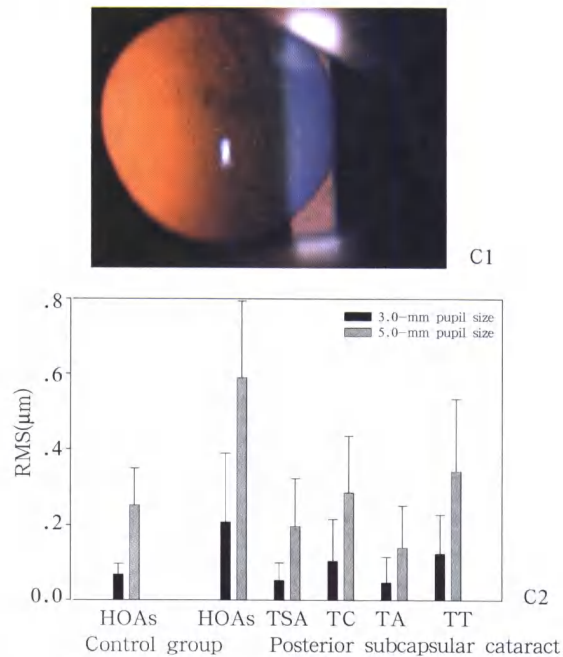 C1
.8
3.0-mm pupil size
5.0-mm pupil size
.6
.4
.2
0.0
RMS(μm)
C2
HOAs HOAs TSA TC TA TT
Control group Posterior subcapsular cataract